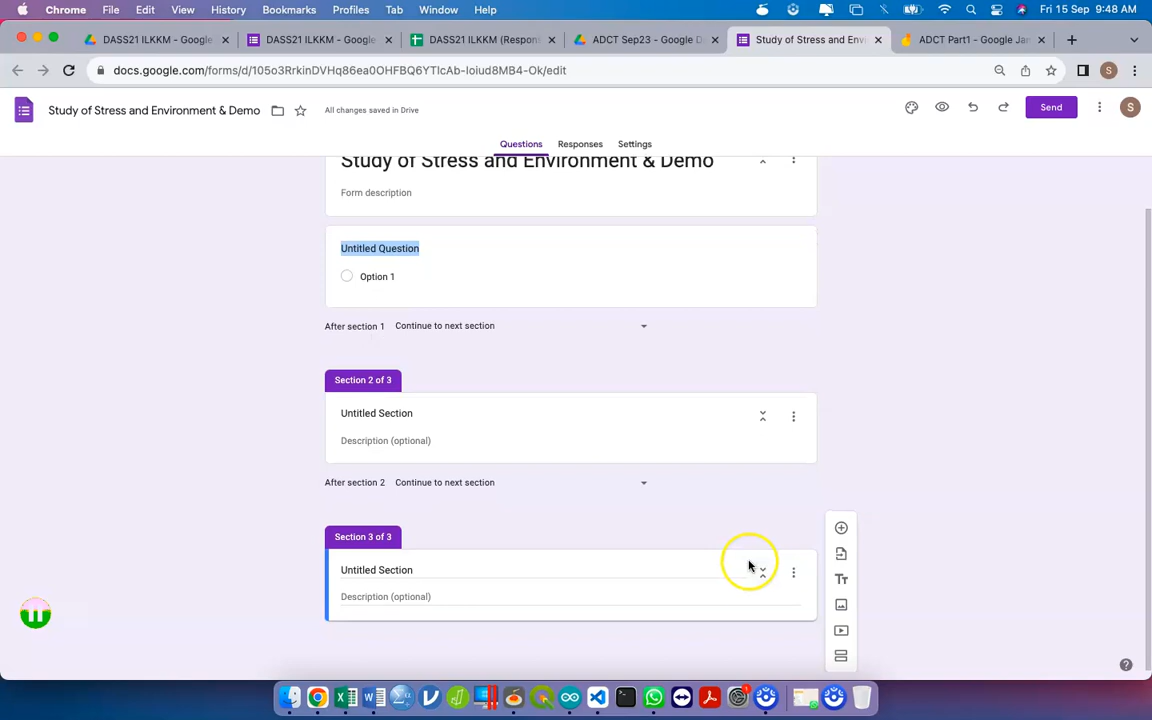 Chrome File Edit View History Bookmarks Profiles Tab Window Help Fri 15 Sep 9:48 AM
DASS21 ILKKM - Google DASS21 ILKKM - Google DASS21 ILKKM (Respon ADCT Sep23 - Google D Study of Stress and Env ADCT Part1 - Google Ja
docs.google.com/forms/d/105o3RrkinDVHq86ea0OHFBQ6YTIcAb-Ioiud8MB4-Ok/edit S
Study of Stress and Environment & Demo All changes saved in Drive Send S
Questions Responses Settings
Study of Stress and Environment & Demo
Form description
Untitled Question
Option 1
After section 1 Continue to next section
Section 2 of 3
Untitled Section
Description (optional)
After section 2 Continue to next section
Section 3 of 3
Untitled Section
Description (optional)
Tт